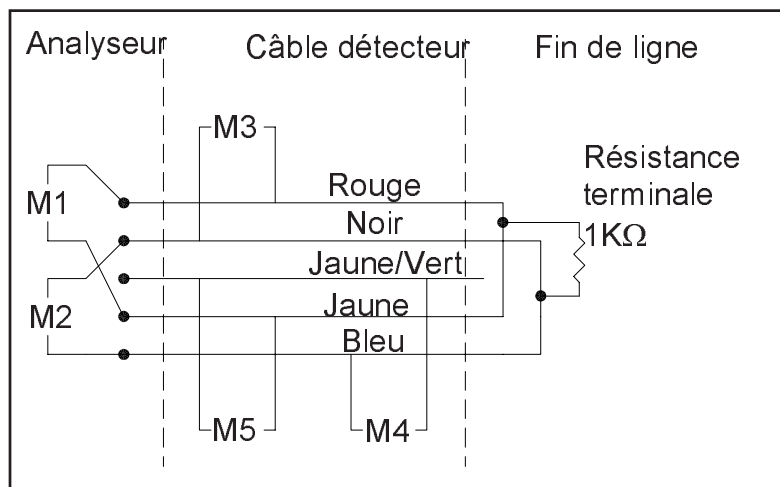 Analyseur
Câble détecteur
Fin de ligne
M3
Résistance
terminale
1KΩ
M1
Rouge
Noir
Jaune/Vert
M2
Jaune
Bleu
M5
M4